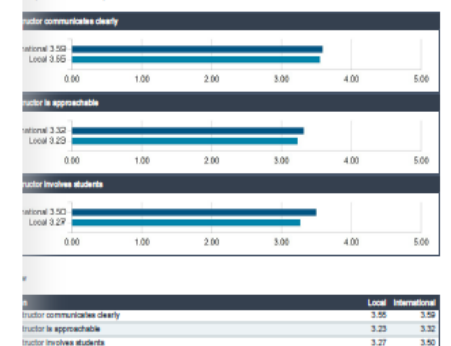 ructor communicates clearly
national 3.59
Local 3.55
0.00 1.00 2.00 3.00 4.00 5.00
ructor is approachable
national 3.32
Local 3.23
0.00 1.00 2.00 3.00 4.00 5.00
ructor involves students
national 3.50
Local 3.27
0.00 1.00 2.00 3.00 4.00 5.00
Local International
tructor communicates clearly 3.55 3.59
tructor is approachable 3.23 3.32
tructor involves students 3.27 3.50